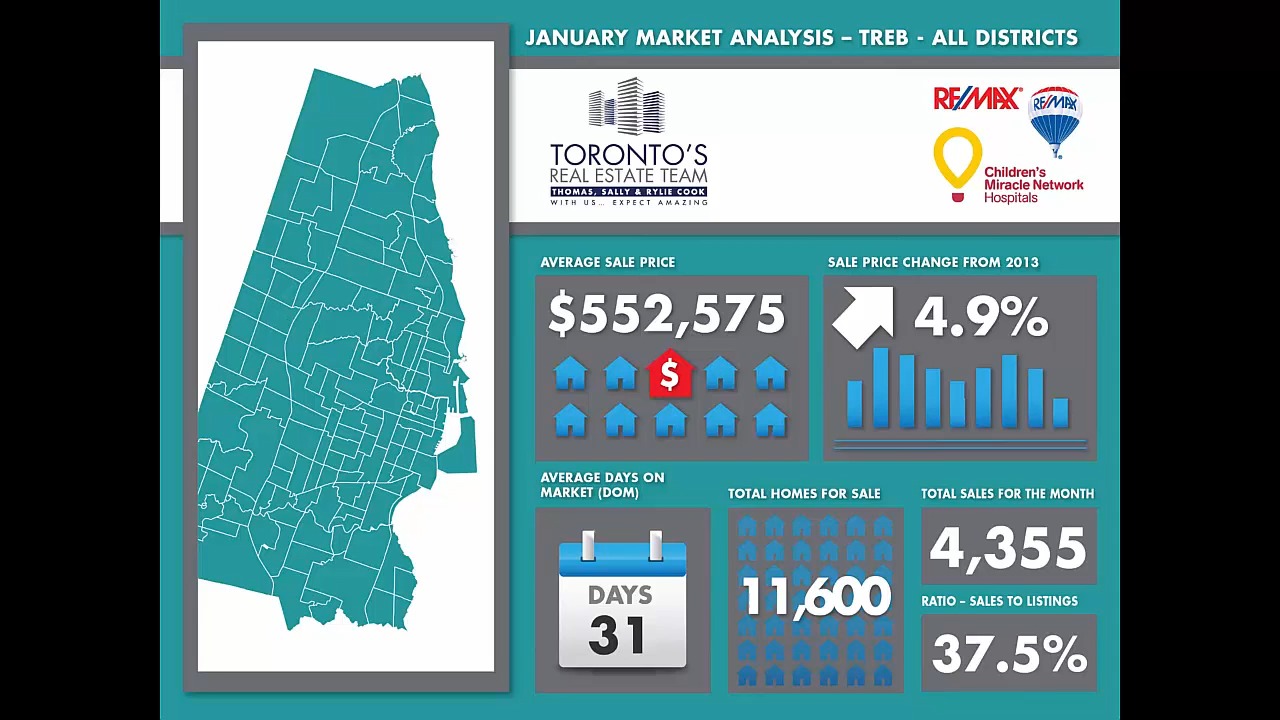 JANUARY MARKET ANALYSIS – TREB - ALL DISTRICTS
TORONTO'S
REAL ESTATE TEAM
THOMAS, SALLY & RYLIE COOK
WITH US... EXPECT AMAZING
RE/MAX®
RE/MAX
Children's
Miracle Network
Hospitals
AVERAGE SALE PRICE
$552,575
$
SALE PRICE CHANGE FROM 2013
4.9%
AVERAGE DAYS ON
MARKET (DOM)
DAYS
31
TOTAL HOMES FOR SALE
11,600
TOTAL SALES FOR THE MONTH
4,355
RATIO – SALES TO LISTINGS
37.5%